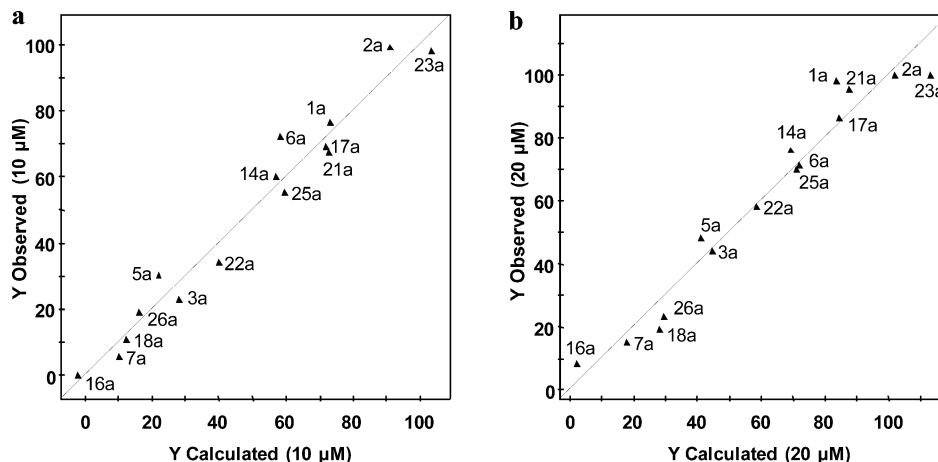 a
100
80
60
40
20
0
Y Observed (10 µM)
2a
23a
1a
6a
17a
21a
14a
25a
22a
5a
3a
26a
18a
7a
16a
0 20 40 60 80 100
Y Calculated (10 µM)
b
100
80
60
40
20
0
Y Observed (20 µM)
1a
21a
2a
23a
17a
14a
6a
25a
22a
5a
3a
26a
18a
7a
16a
0 20 40 60 80 100
Y Calculated (20 µM)